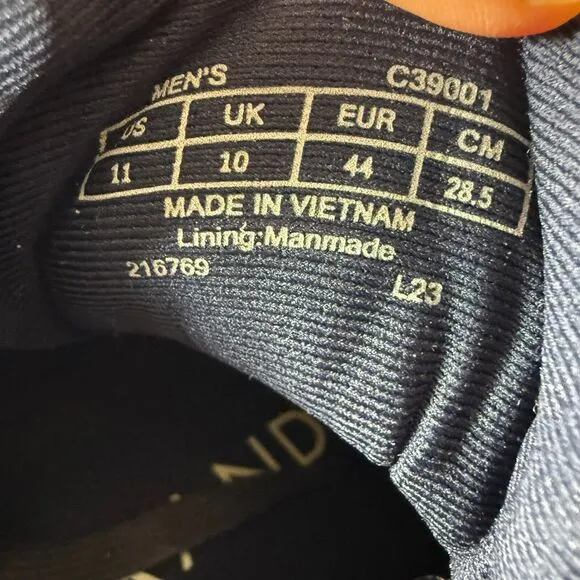 MEN'S C39001
US UK EUR CM
11 10 44 28.5
MADE IN VIETNAM
Lining:Manmade
216769 L23